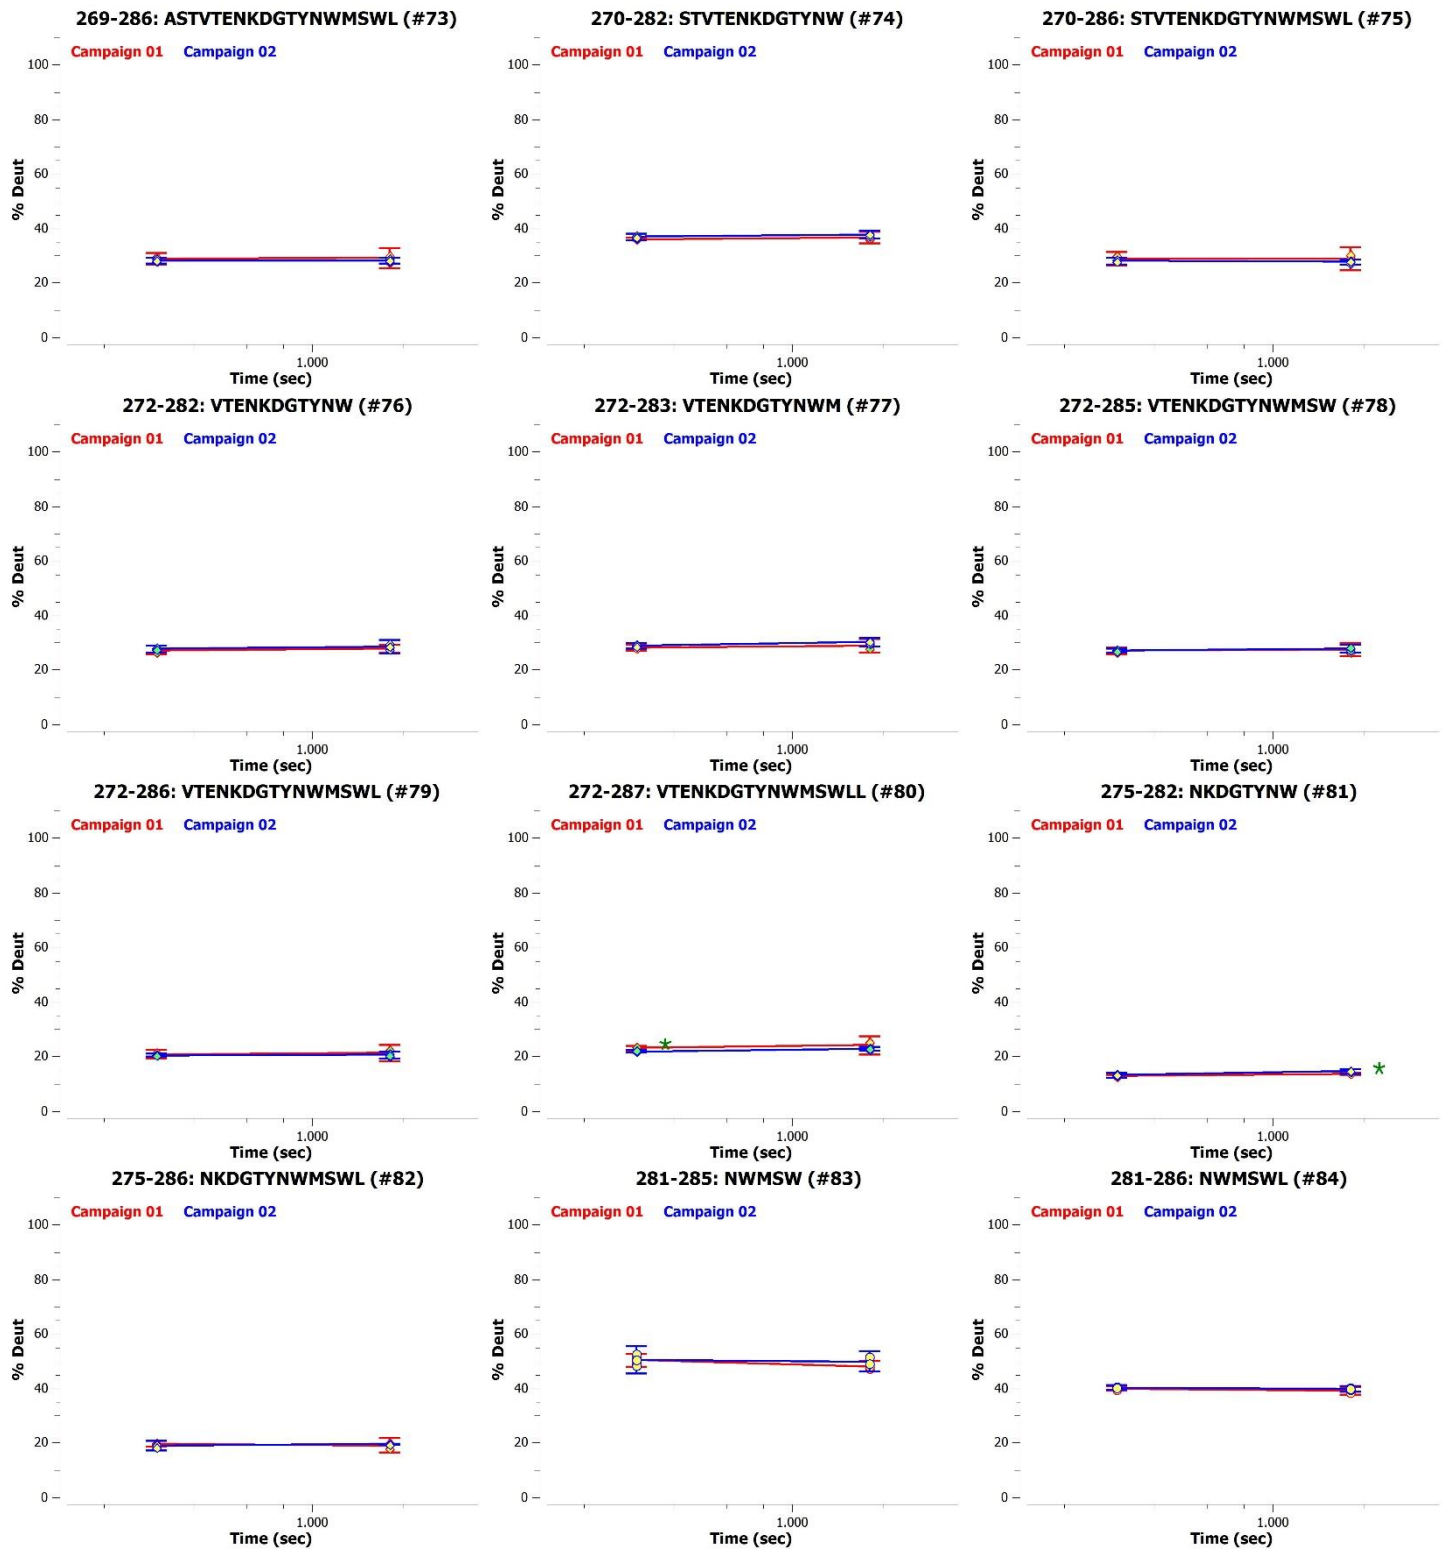 269-286: ASTVTENKDGTYNWMSWL (#73)
Campaign 01 Campaign 02
% Deut
100
80
60
40
20
0
1.000
Time (sec)
270-282: STVTENKDGTYNW (#74)
Campaign 01 Campaign 02
% Deut
100
80
60
40
20
0
1.000
Time (sec)
270-286: STVTENKDGTYNWMSWL (#75)
Campaign 01 Campaign 02
% Deut
100
80
60
40
20
0
1.000
Time (sec)
272-282: VTENKDGTYNW (#76)
Campaign 01 Campaign 02
% Deut
100
80
60
40
20
0
1.000
Time (sec)
272-283: VTENKDGTYNWM (#77)
Campaign 01 Campaign 02
% Deut
100
80
60
40
20
0
1.000
Time (sec)
272-285: VTENKDGTYNWMSW (#78)
Campaign 01 Campaign 02
% Deut
100
80
60
40
20
0
1.000
Time (sec)
272-286: VTENKDGTYNWMSWL (#79)
Campaign 01 Campaign 02
% Deut
100
80
60
40
20
0
1.000
Time (sec)
272-287: VTENKDGTYNWMSWLL (#80)
Campaign 01 Campaign 02
% Deut
100
80
60
40
20
0
*
1.000
Time (sec)
275-282: NKDGTYNW (#81)
Campaign 01 Campaign 02
% Deut
100
80
60
40
20
0
*
1.000
Time (sec)
275-286: NKDGTYNWMSWL (#82)
Campaign 01 Campaign 02
% Deut
100
80
60
40
20
0
1.000
Time (sec)
281-285: NWMSW (#83)
Campaign 01 Campaign 02
% Deut
100
80
60
40
20
0
1.000
Time (sec)
281-286: NWMSWL (#84)
Campaign 01 Campaign 02
% Deut
100
80
60
40
20
0
1.000
Time (sec)